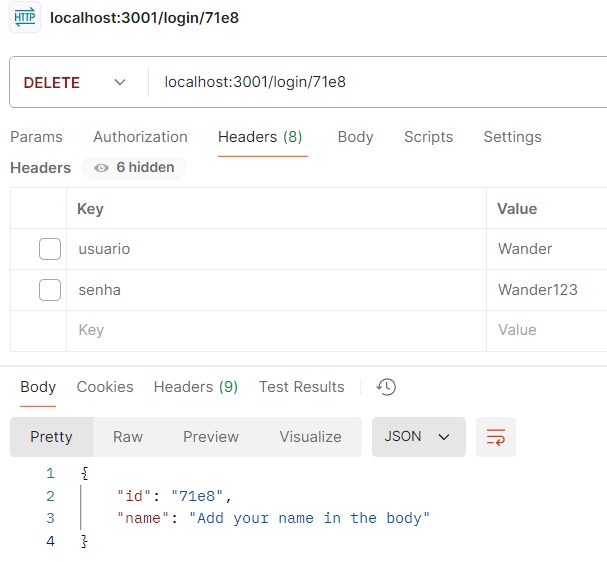 HTTP localhost:3001/login/71e8
DELETE localhost:3001/login/71e8
Params Authorization Headers (8) Body Scripts Settings
Headers 6 hidden
Key Value
usuario Wander
senha Wander123
Key Value
Body Cookies Headers (9) Test Results
Pretty Raw Preview Visualize JSON
1 {
2 "id": "71e8",
3 "name": "Add your name in the body"
4 }